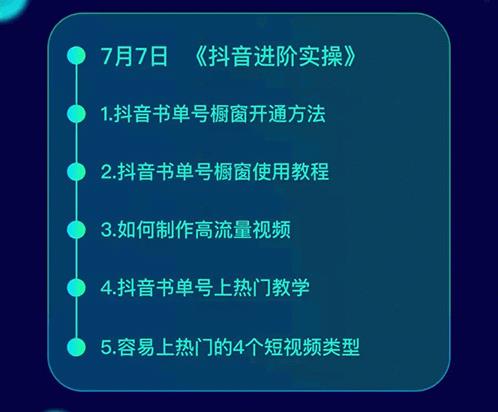 7月7日 《抖音进阶实操》
1.抖音书单号橱窗开通方法
2.抖音书单号橱窗使用教程
3.如何制作高流量视频
4.抖音书单号上热门教学
5.容易上热门的4个短视频类型